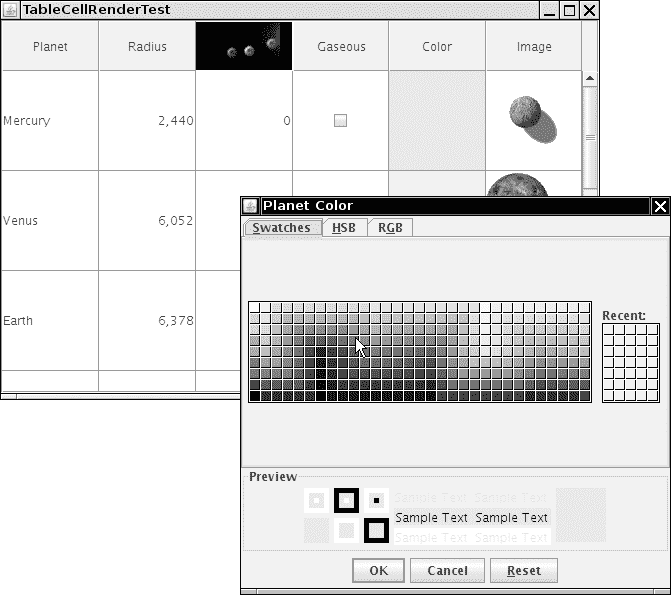 TableCellRenderTest
Planet Radius Gaseous Color Image
Mercury 2,440 0
Venus 6,052
Earth 6,378
Planet Color
Swatches HSB RGB
Recent:
Preview
Sample Text Sample Text
Sample Text Sample Text
Sample Text Sample Text
OK Cancel Reset